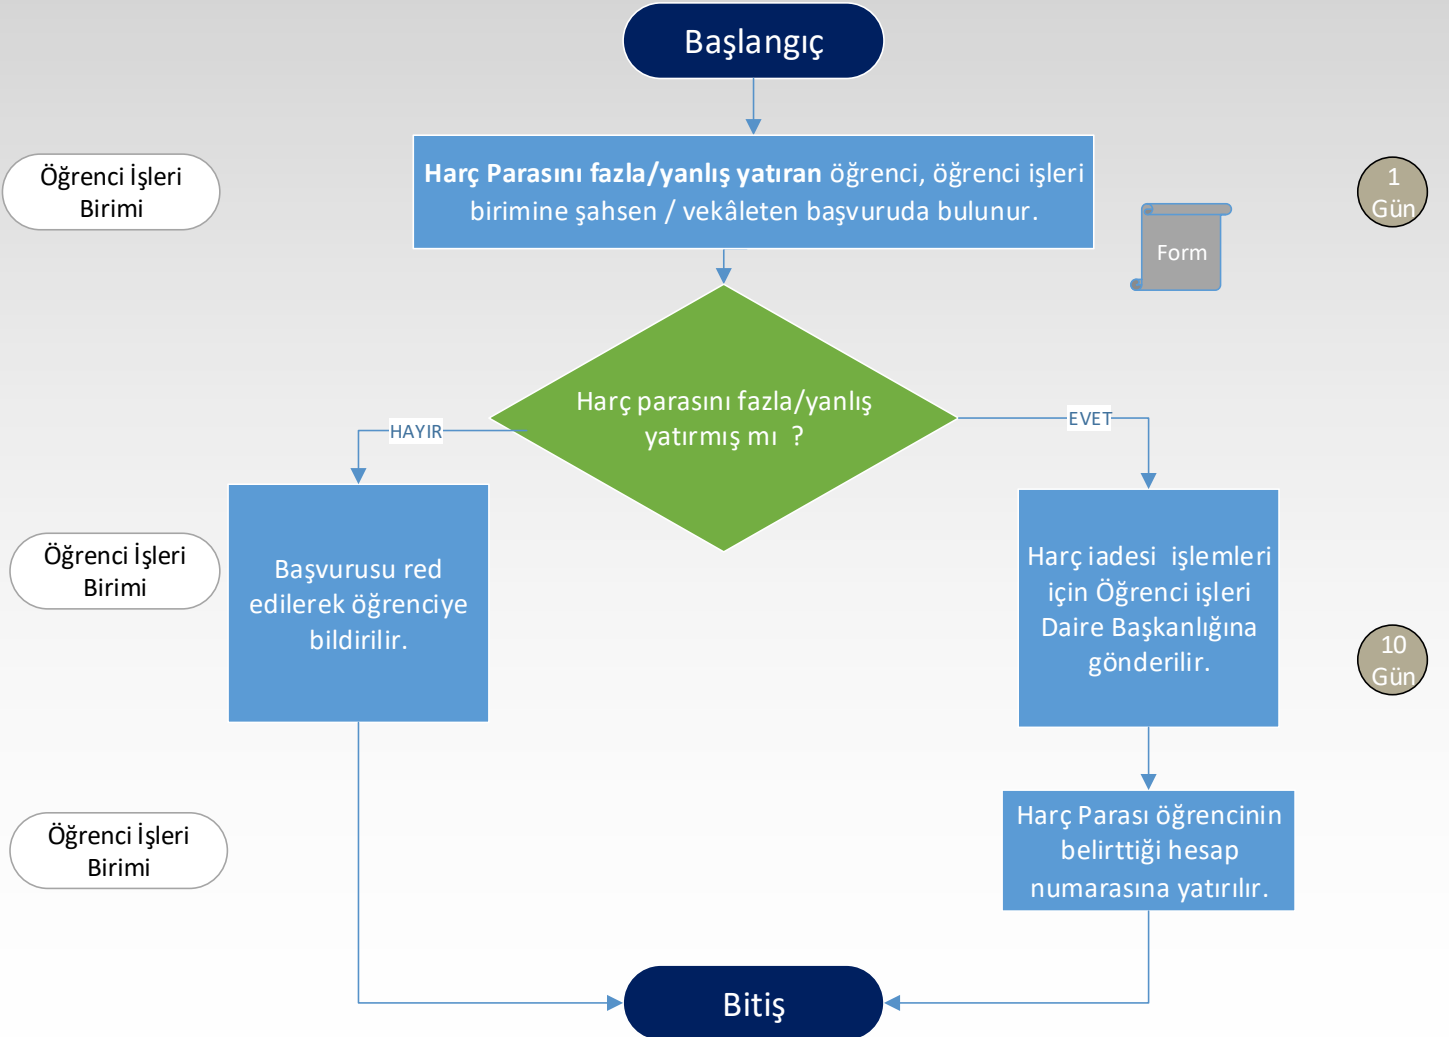 Başlangıç
Öğrenci İşleri
Birimi
Harç Parasını fazla/yanlış yatıran öğrenci, öğrenci işleri
birimine şahsen / vekâleten başvuruda bulunur.
1
Gün
Form
Harç parasını fazla/yanlış
yatırmış mı  ?
HAYIR
EVET
Öğrenci İşleri
Birimi
Başvurusu red
edilerek öğrenciye
bildirilir.
Harç iadesi  işlemleri
için Öğrenci işleri
Daire Başkanlığına
gönderilir.
10
Gün
Öğrenci İşleri
Birimi
Harç Parası öğrencinin
belirttiği hesap
numarasına yatırılır.
Bitiş